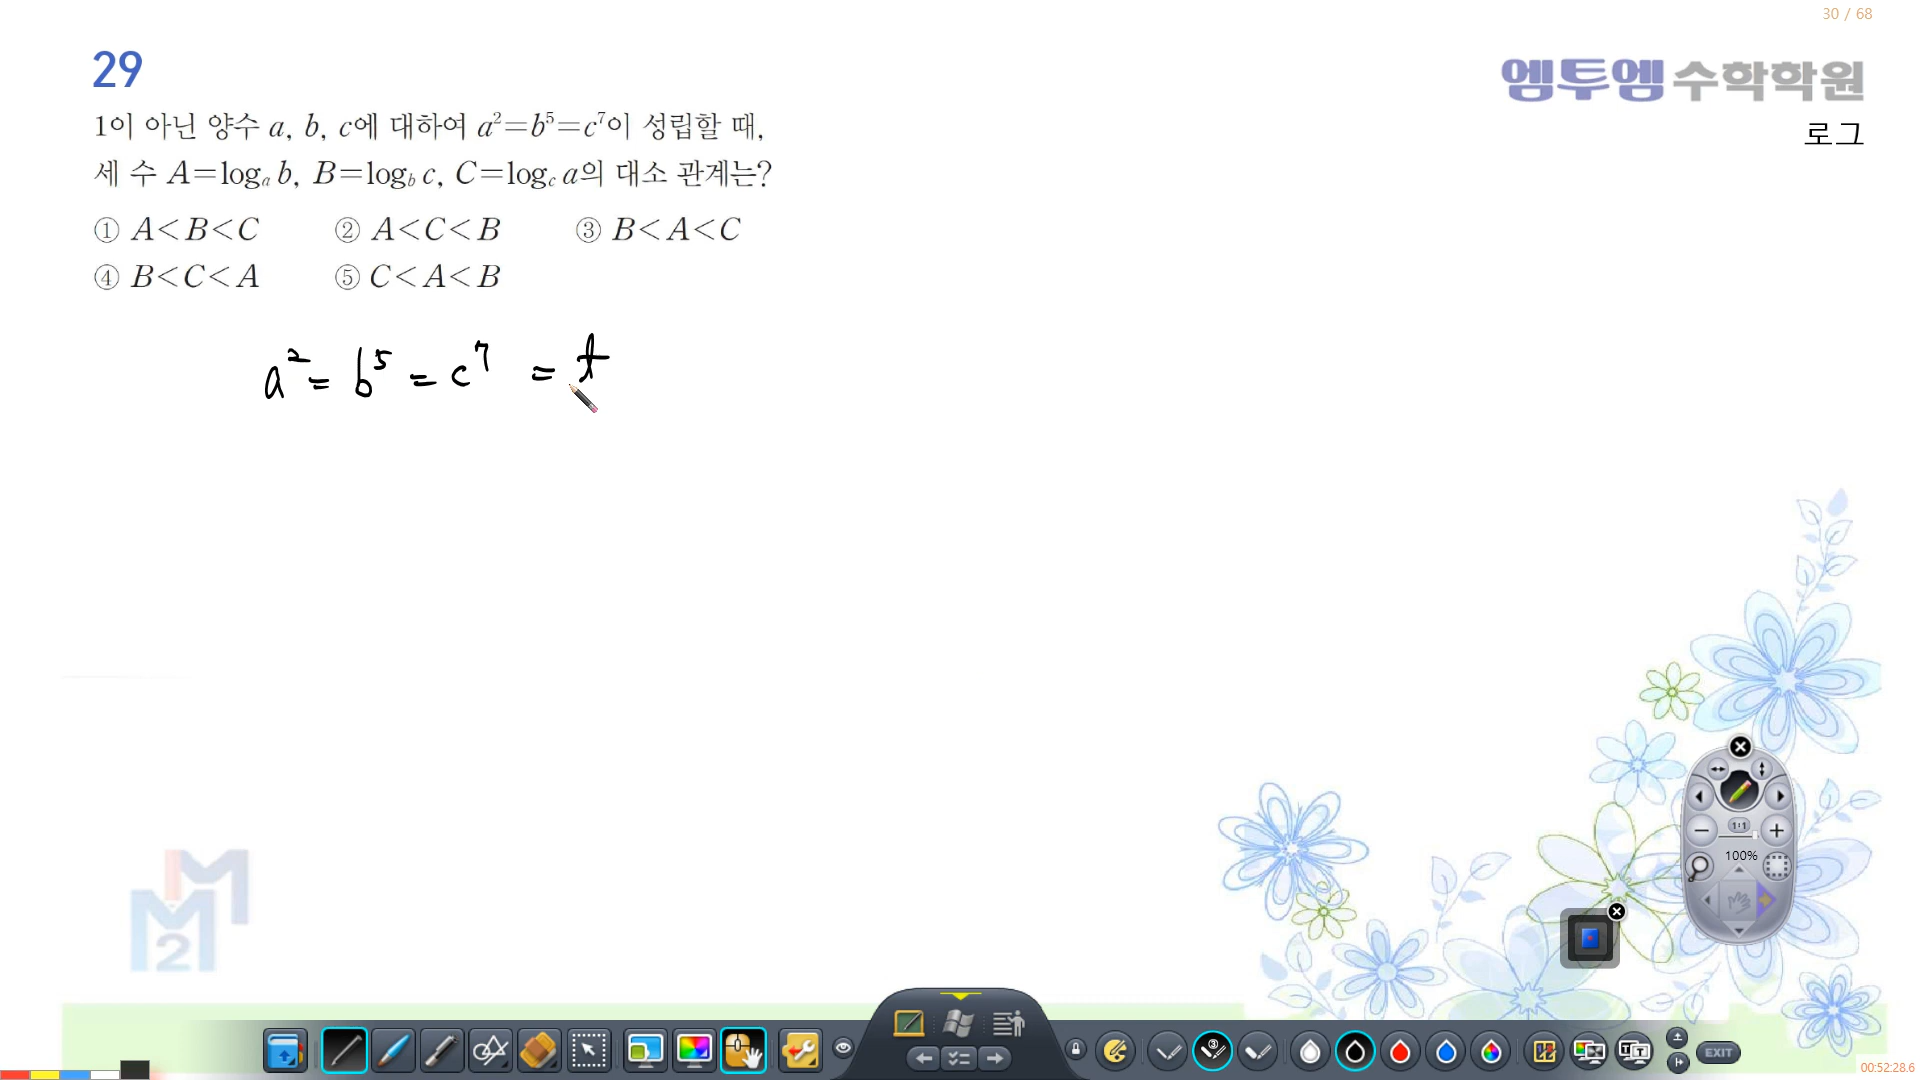 30 / 68
29
엠투엠수학학원
로그
1이 아닌 양수 a, b, c에 대하여 a²=b⁵=c⁷이 성립할 때,
세 수 A=logₐ b, B=log_b c, C=log_c a의 대소 관계는?
① A<B<C ② A<C<B ③ B<A<C
④ B<C<A ⑤ C<A<B
a² = b⁵ = c⁷ = t
1:1
100%
M2M
EXIT
00:52:28.6